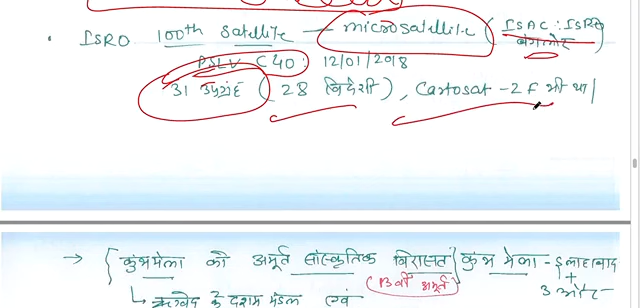 • ISRO 100th Satellite — microsatellite (ISAC : ISRO
बंगलोर
PSLV C40 : 12/01/2018
31 उपग्रह (28 विदेशी), Cartosat-2F भी था|
→ {कुंभमेला को अमूर्त सांस्कृतिक विरासत} कुंभ मेला - इलाहाबाद
(13वीं अमूर्त +
↳ ऋग्वेद के दशम मंडल एवं 3 और -